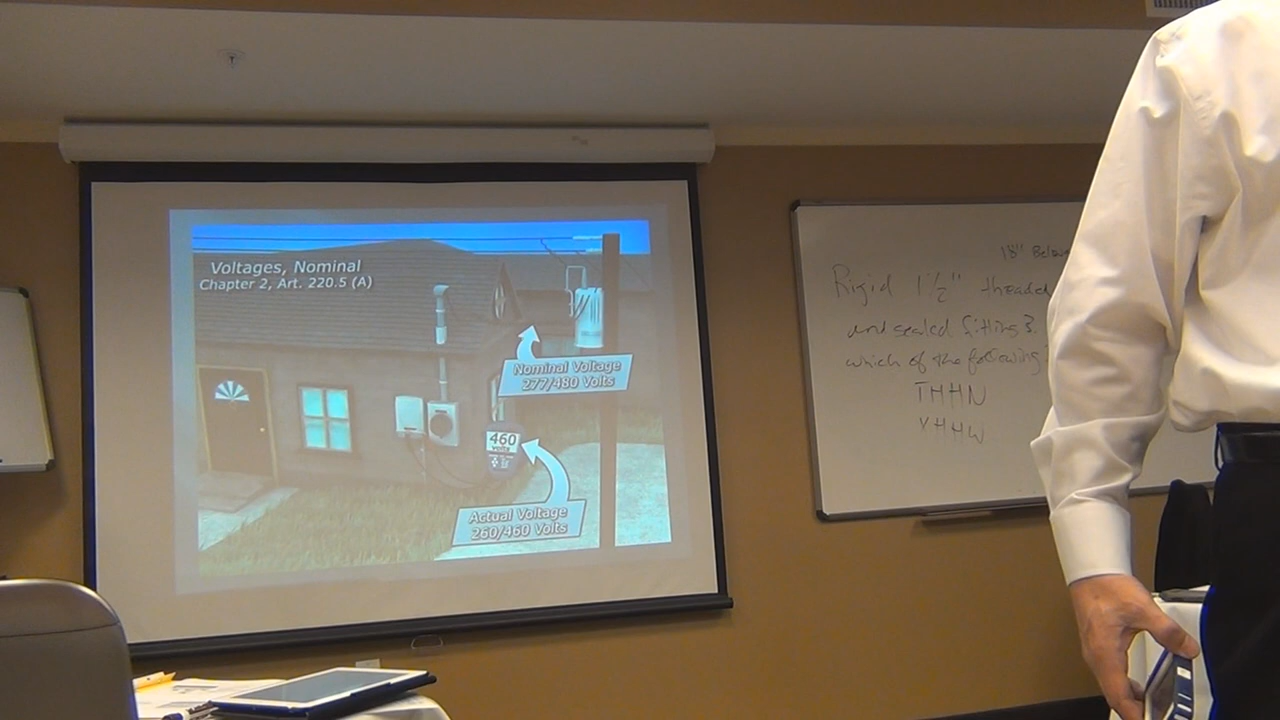 Voltages, Nominal
Chapter 2, Art. 220.5 (A)
Nominal Voltage
277/480 Volts
460
VOLTS
Actual Voltage
260/460 Volts
18" Below
Rigid 1½" threaded
and sealed fittings.
which of the following
THHN
XHHW